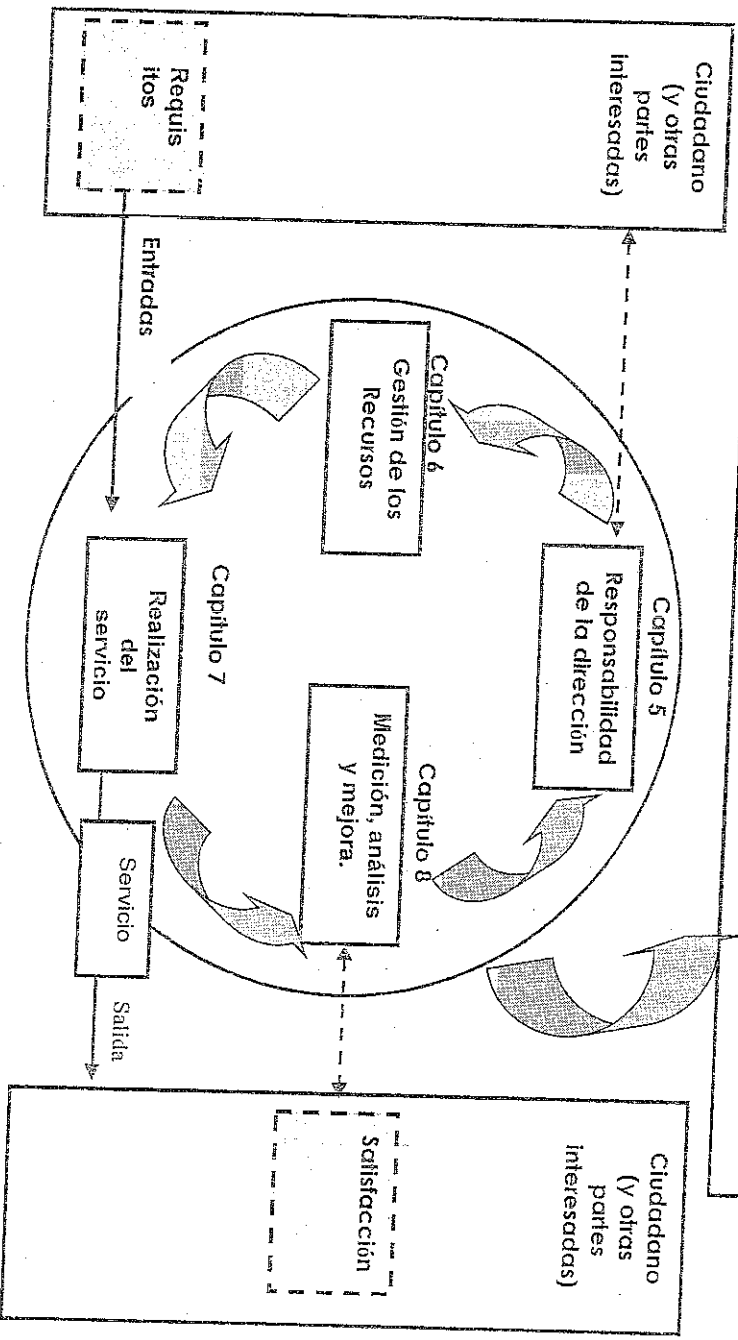 Ciudadano
(y otras
partes
interesadas)
Requis
itos
Entradas
Capítulo 5
Responsabilidad
de la dirección
Capítulo 6
Gestión de los
Recursos
Capítulo 8
Medición, análisis
y mejora.
Capítulo 7
Realización
del
servicio
Servicio
Salida
Ciudadano
(y otras
partes
interesadas)
Satisfacción